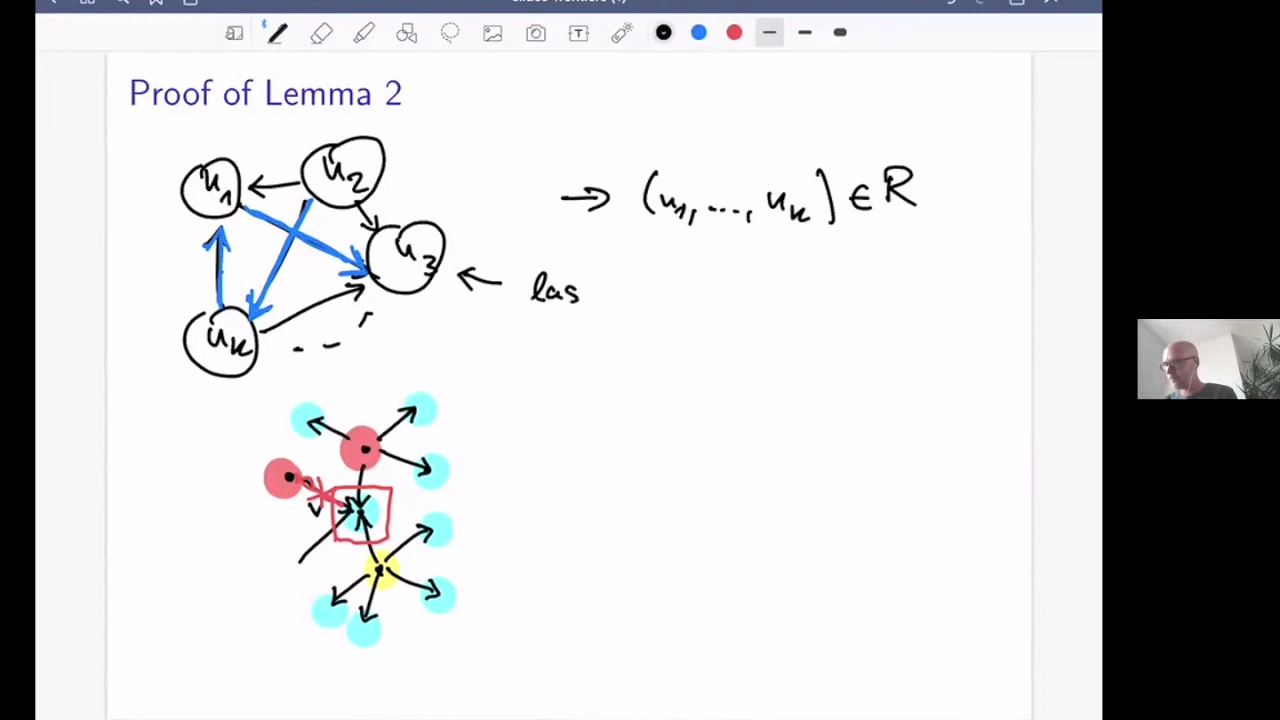 Proof of Lemma 2
u₁
u₂
→ (u₁, ..., uₖ) ∈ R
u₃
← las
uₖ